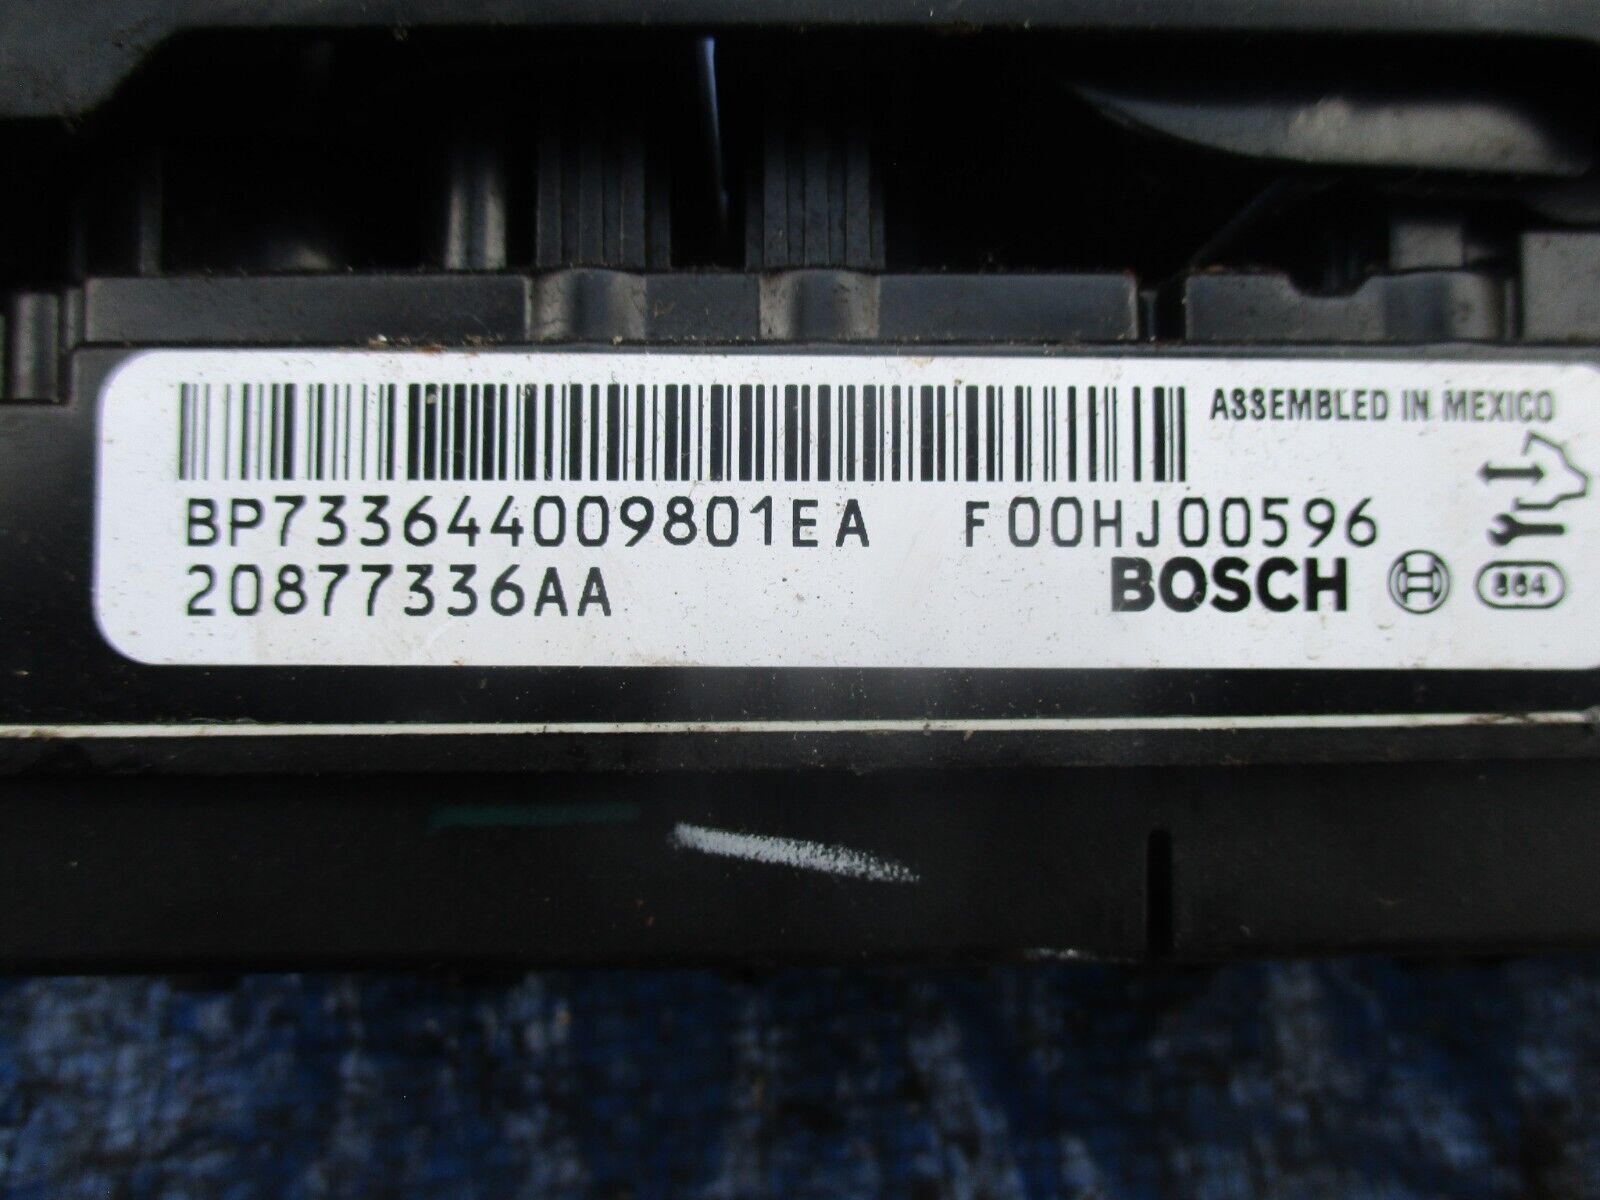 ASSEMBLED IN MEXICO
BP733644009801EA F00HJ00596
20877336AA BOSCH 864